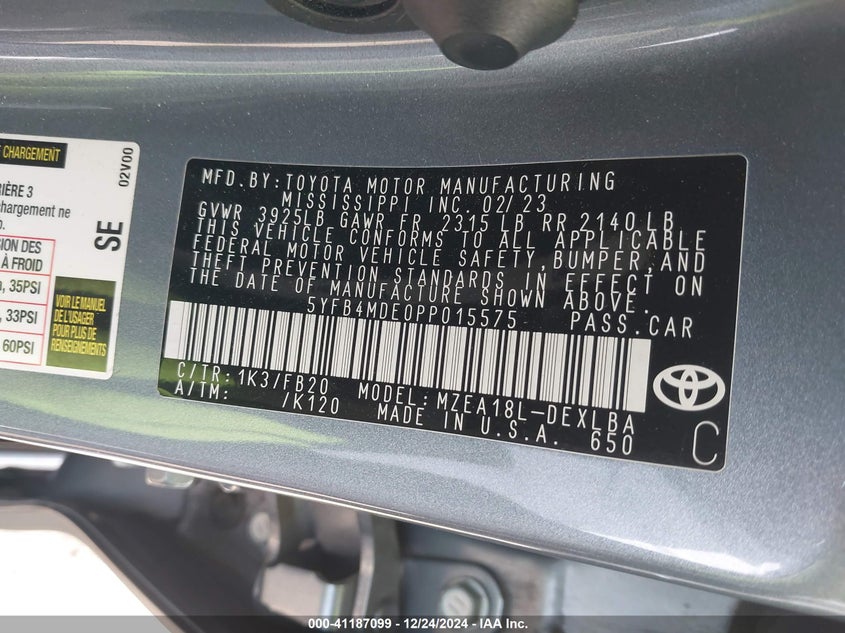 CHARGEMENT
02V00
RIÈRE 3
chargement ne
SE
SION DES
À FROID
, 35PSI
, 33PSI
60PSI
VOIR LE MANUEL
DE L'USAGER
POUR PLUS DE
RENSEIGNEMENTS
MFD.BY:TOYOTA MOTOR MANUFACTURING
MISSISSIPPI INC. 02/23
GVWR 3925LB GAWR FR 2315 LB RR 2140LB
THIS VEHICLE CONFORMS TO ALL APPLICABLE
FEDERAL MOTOR VEHICLE SAFETY,BUMPER,AND
THEFT PREVENTION STANDARDS IN EFFECT ON
THE DATE OF MANUFACTURE SHOWN ABOVE.
5YFB4MDE0PP015575 PASS.CAR
C/TR:1K3/FB20 MODEL:MZEA18L-DEXLBA
A/TM: /K120 MADE IN U.S.A. 650
C
000-41187099 - 12/24/2024 - IAA Inc.